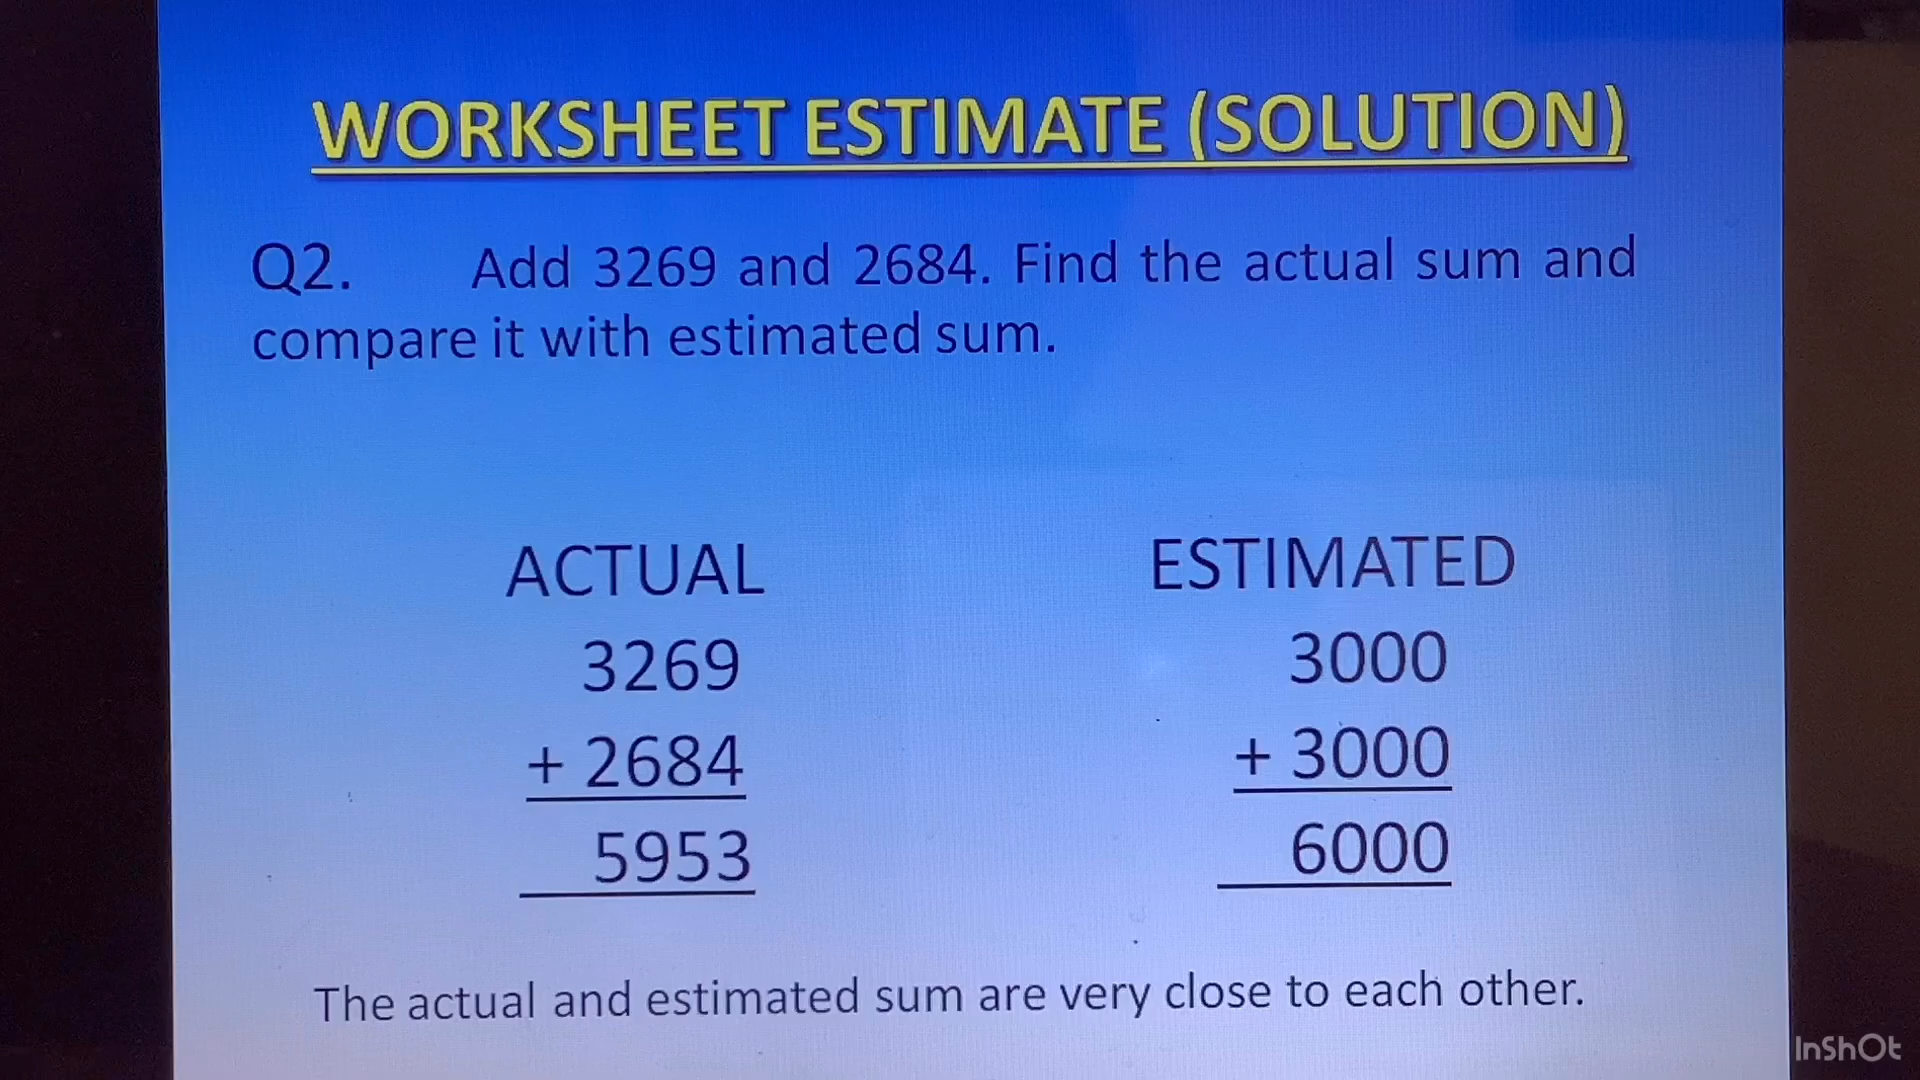 WORKSHEET ESTIMATE (SOLUTION)
Q2. Add 3269 and 2684. Find the actual sum and
compare it with estimated sum.
ACTUAL ESTIMATED
3269 3000
+ 2684 + 3000
5953 6000
The actual and estimated sum are very close to each other.
InShOt